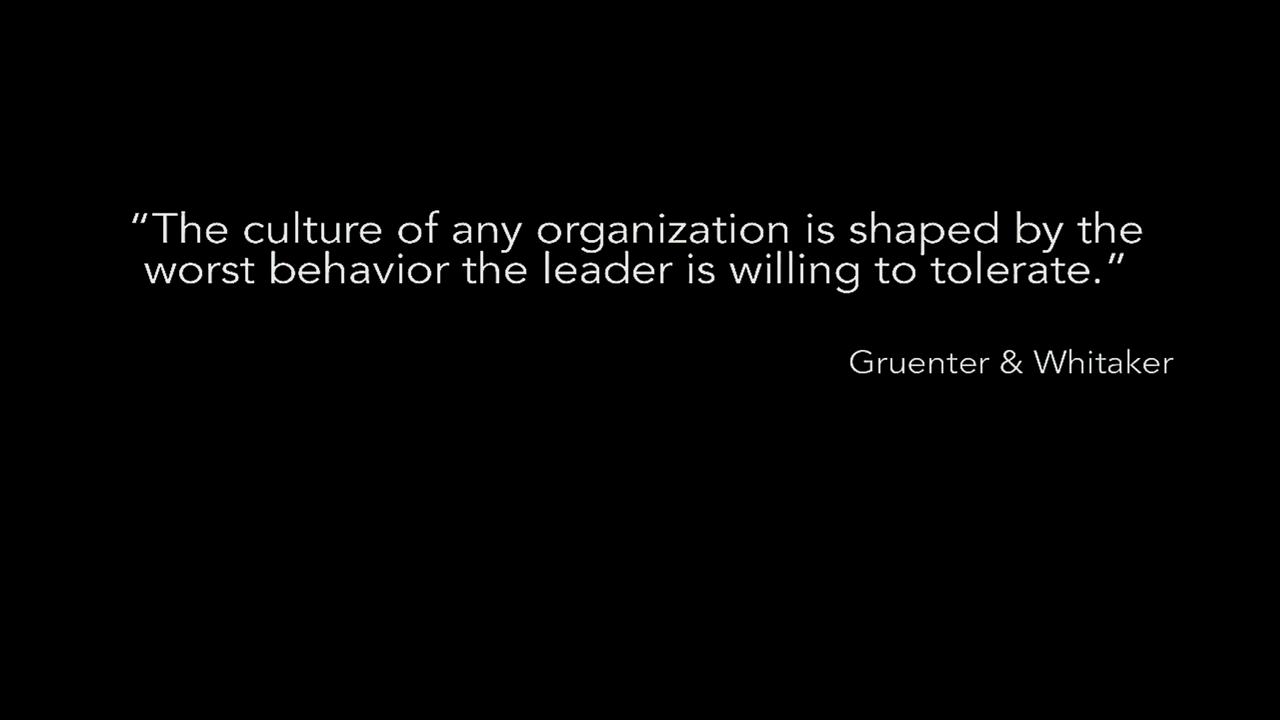 “The culture of any organization is shaped by the
worst behavior the leader is willing to tolerate.”
Gruenter & Whitaker